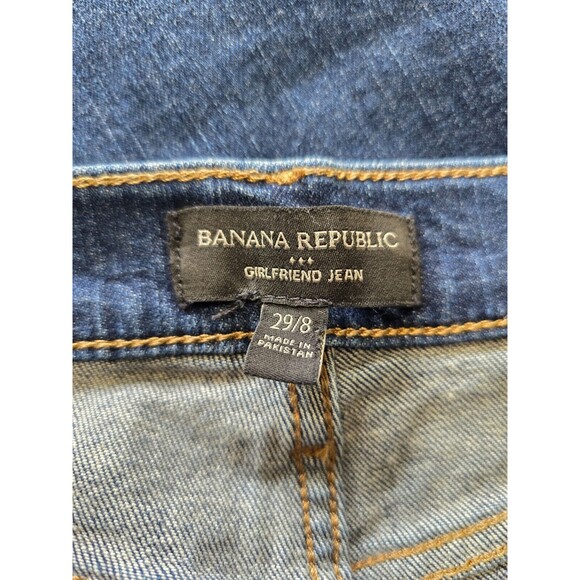 BANANA REPUBLIC
GIRLFRIEND JEAN
29/8
MADE IN
PAKISTAN